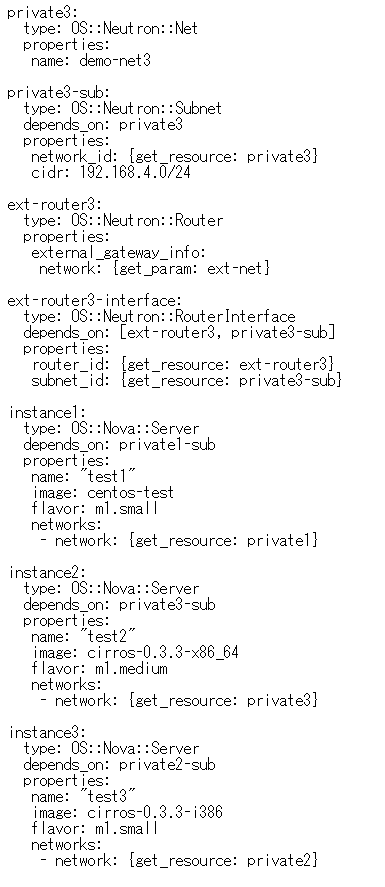 private3:
  type: OS::Neutron::Net
  properties:
   name: demo-net3

private3-sub:
  type: OS::Neutron::Subnet
  depends_on: private3
  properties:
   network_id: {get_resource: private3}
   cidr: 192.168.4.0/24

ext-router3:
  type: OS::Neutron::Router
  properties:
   external_gateway_info:
    network: {get_param: ext-net}

ext-router3-interface:
  type: OS::Neutron::RouterInterface
  depends_on: [ext-router3, private3-sub]
  properties:
   router_id: {get_resource: ext-router3}
   subnet_id: {get_resource: private3-sub}

instance1:
  type: OS::Nova::Server
  depends_on: private1-sub
  properties:
   name: "test1"
   image: centos-test
   flavor: m1.small
   networks:
    - network: {get_resource: private1}

instance2:
  type: OS::Nova::Server
  depends_on: private3-sub
  properties:
   name: "test2"
   image: cirros-0.3.3-x86_64
   flavor: m1.medium
   networks:
    - network: {get_resource: private3}

instance3:
  type: OS::Nova::Server
  depends_on: private2-sub
  properties:
   name: "test3"
   image: cirros-0.3.3-i386
   flavor: m1.small
   networks:
    - network: {get_resource: private2}